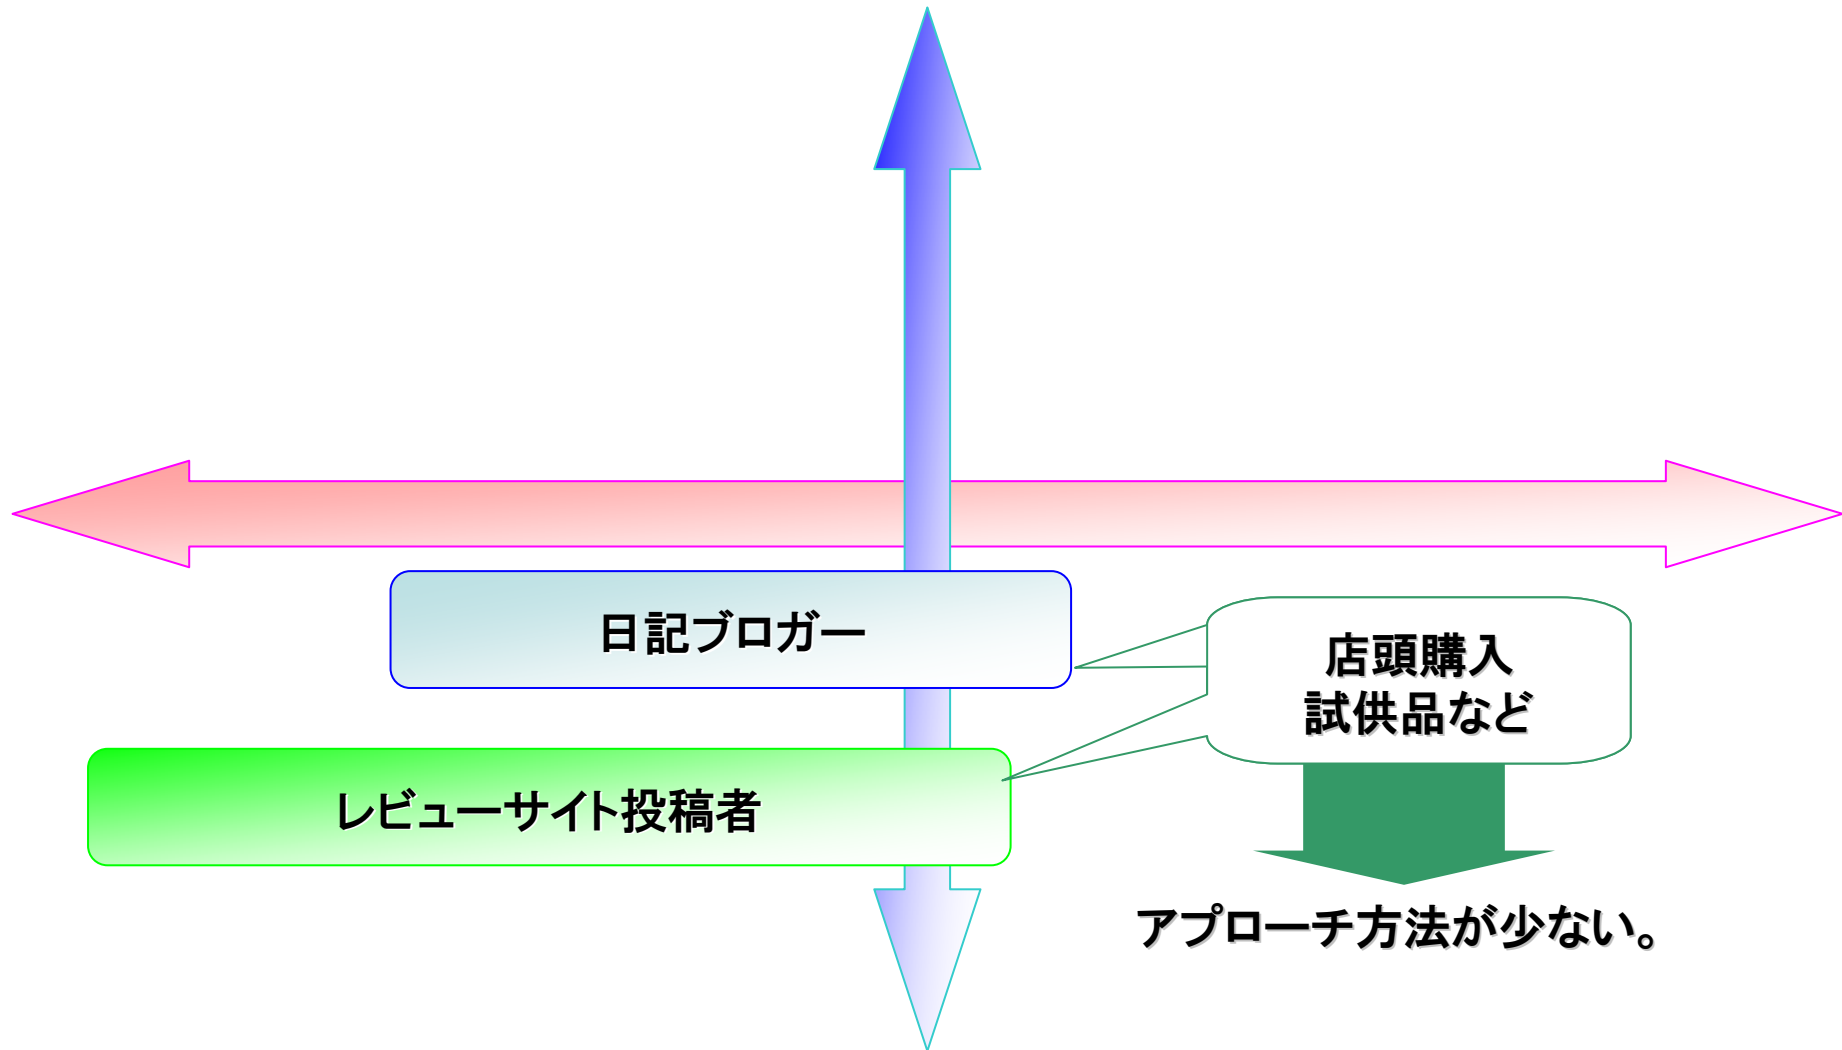 日記ブロガー
店頭購入
試供品など
レビューサイト投稿者
アプローチ方法が少ない。